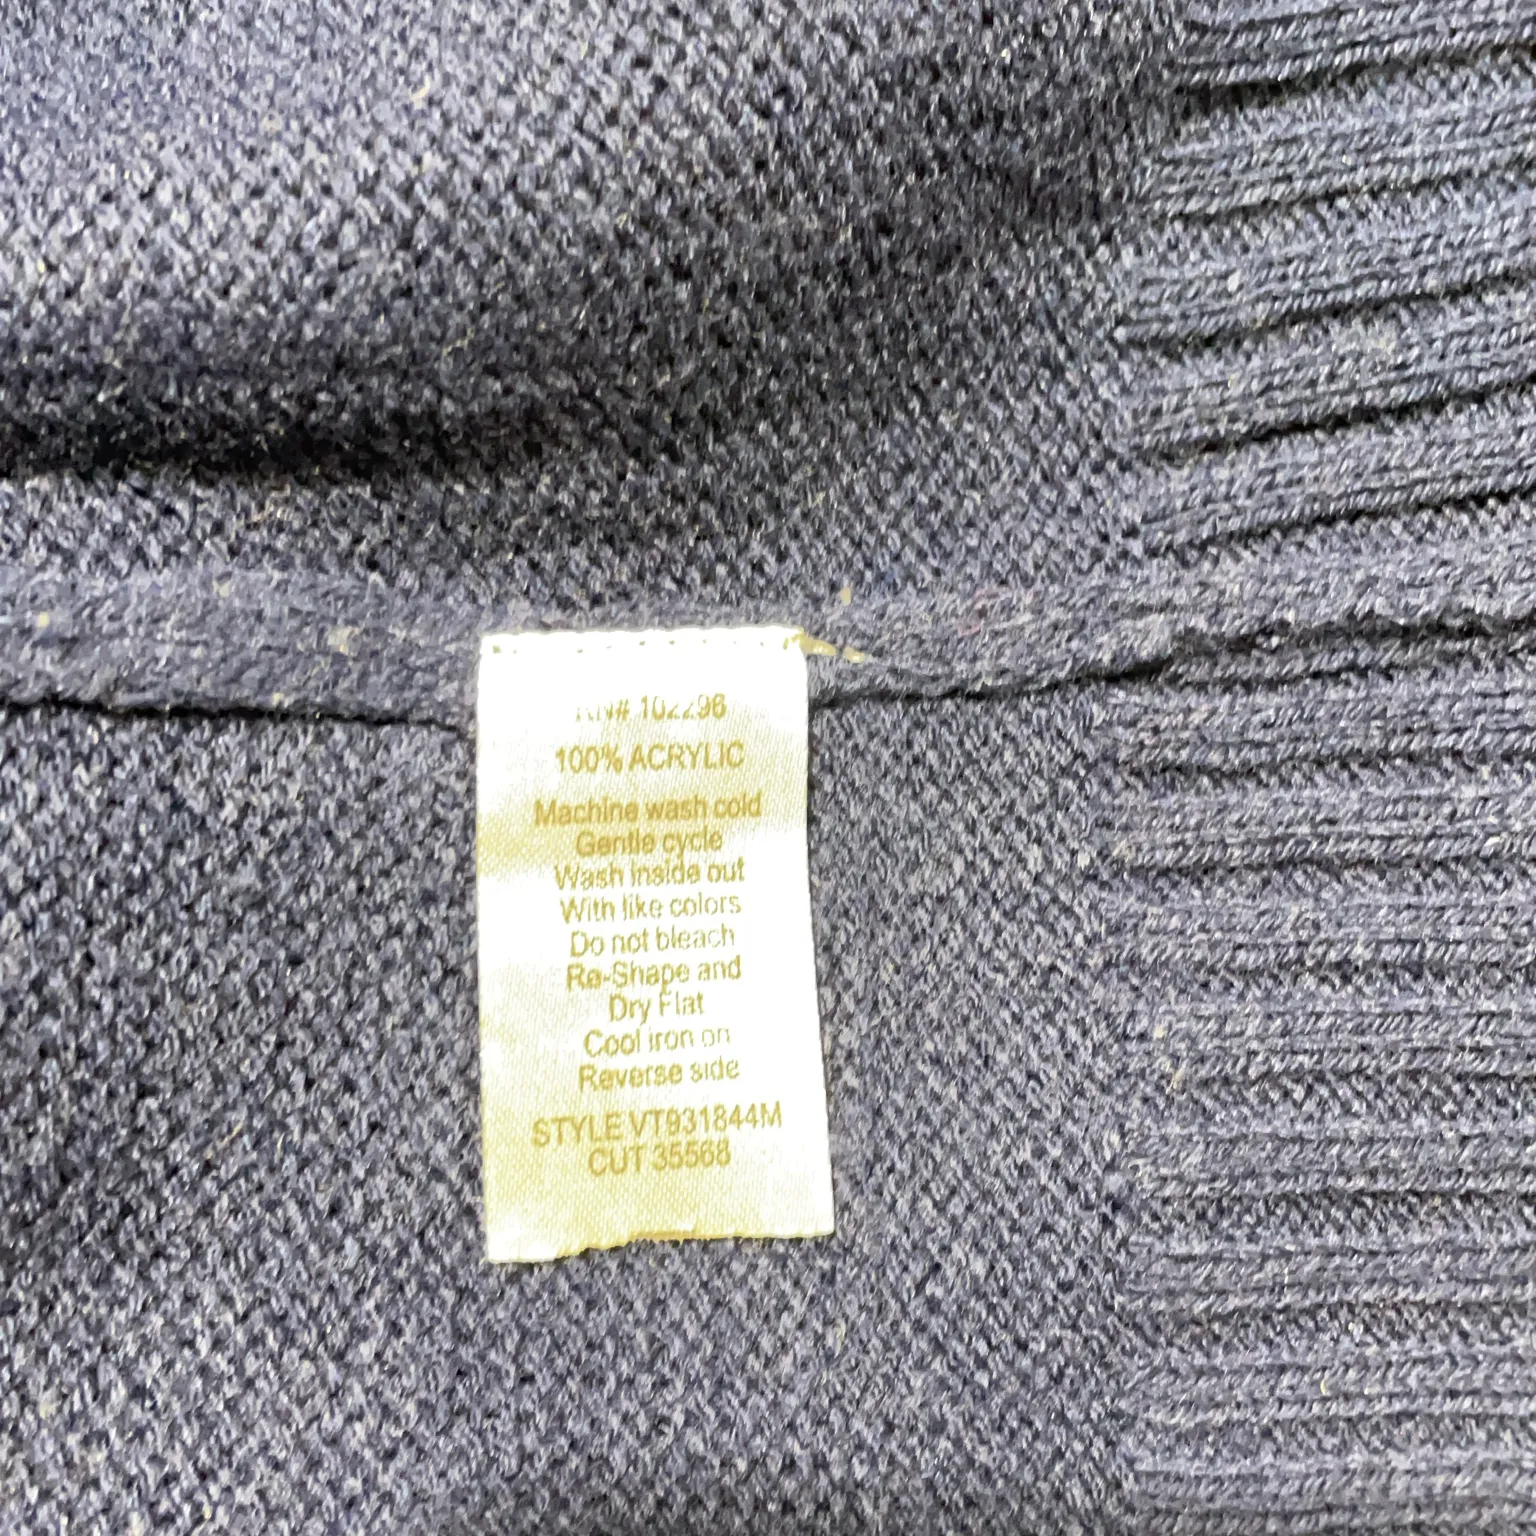 RN# 102296
100% ACRYLIC
Machine wash cold
Gentle cycle
Wash inside out
With like colors
Do not bleach
Re-Shape and
Dry Flat
Cool iron on
Reverse side
STYLE VT931844M
CUT 35568